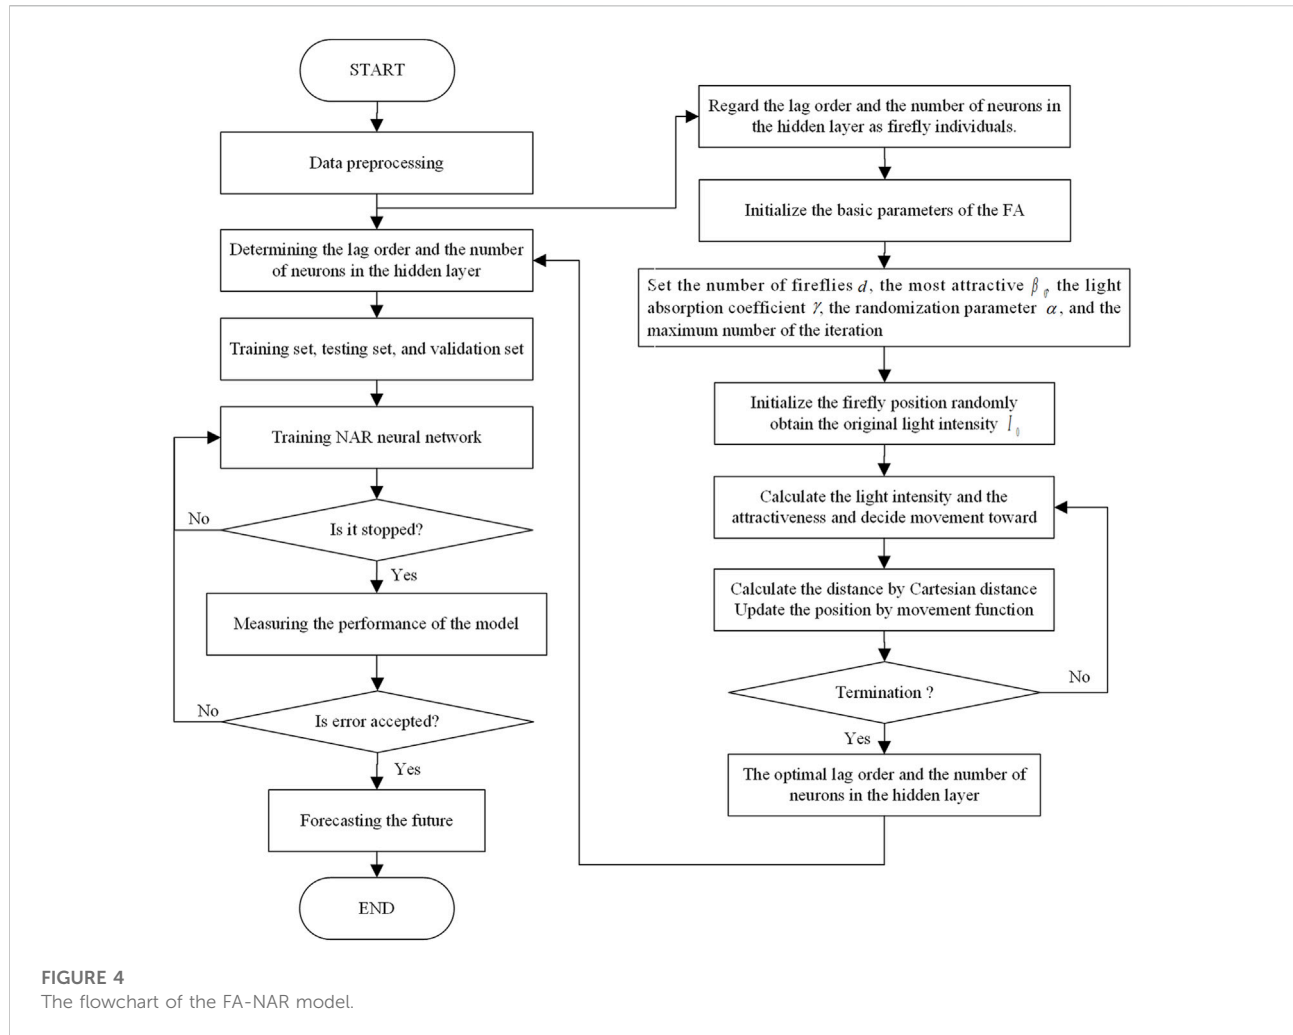 START
Data preprocessing
Determining the lag order and the number
of neurons in the hidden layer
Training set, testing set, and validation set
Training NAR neural network
No
Is it stopped?
Yes
Measuring the performance of the model
No
Is error accepted?
Yes
Forecasting the future
END
Regard the lag order and the number of neurons in
the hidden layer as firefly individuals.
Initialize the basic parameters of the FA
Set the number of fireflies d, the most attractive β₀, the light
absorption coefficient γ, the randomization parameter α, and the
maximum number of the iteration
Initialize the firefly position randomly
obtain the original light intensity I₀
Calculate the light intensity and the
attractiveness and decide movement toward
Calculate the distance by Cartesian distance
Update the position by movement function
Termination ?
No
Yes
The optimal lag order and the number of
neurons in the hidden layer
FIGURE 4
The flowchart of the FA-NAR model.